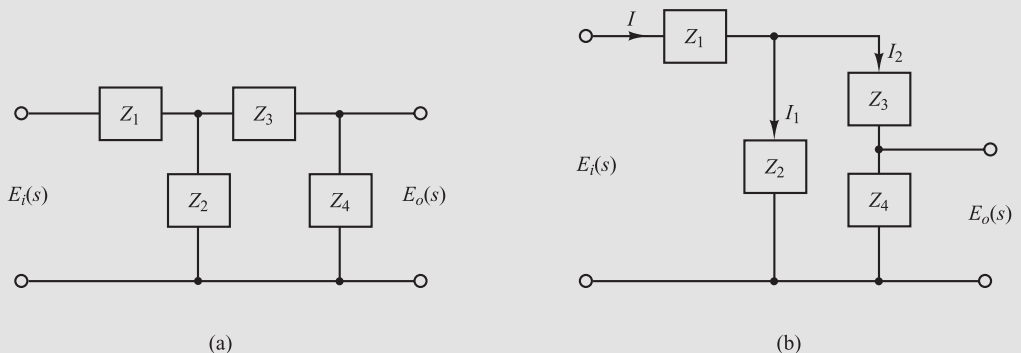 Z₁
Z₃
Z₂
Z₄
Eᵢ(s)
Eₒ(s)
(a)
I
Z₁
I₂
Z₃
I₁
Z₂
Eᵢ(s)
Z₄
Eₒ(s)
(b)